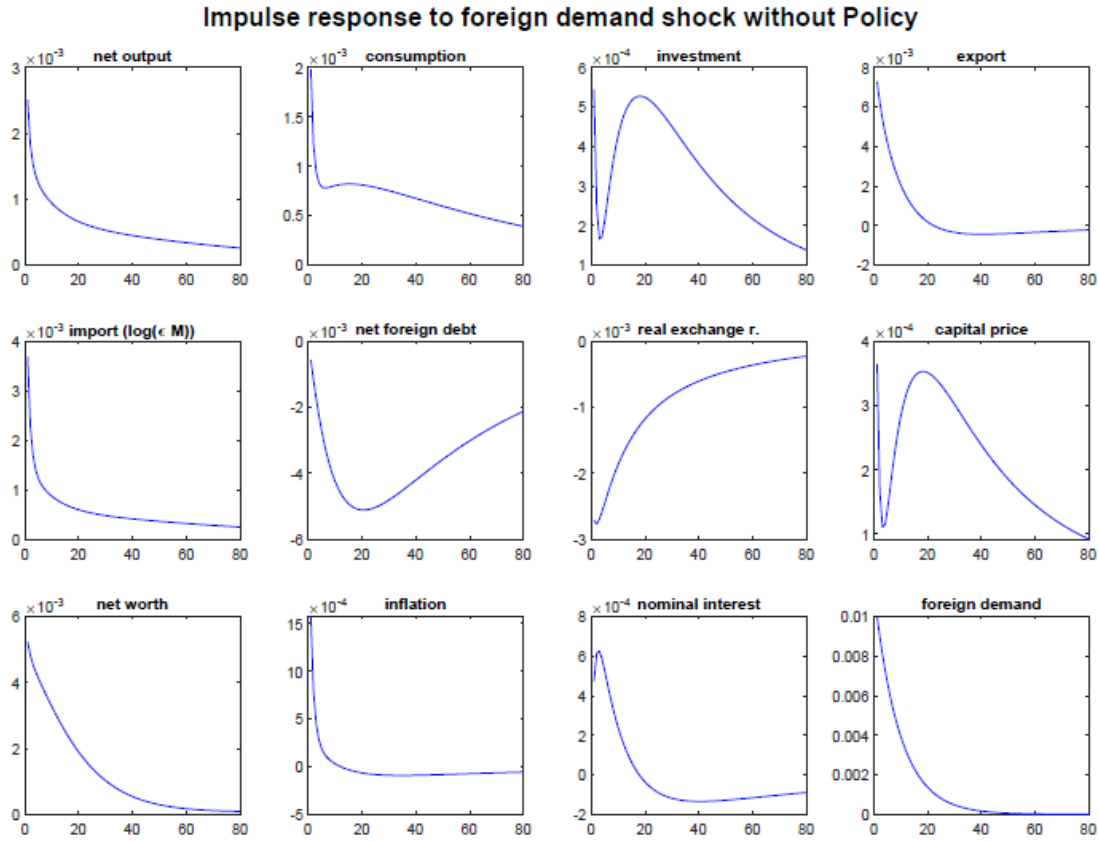 Impulse response to foreign demand shock without Policy
×10⁻³ net output
3
2
1
0
0 20 40 60 80
×10⁻³ consumption
2
1.5
1
0.5
0
0 20 40 60 80
×10⁻⁴ investment
6
5
4
3
2
1
0 20 40 60 80
×10⁻³ export
8
6
4
2
0
-2
0 20 40 60 80
×10⁻³ import (log(ϵ M))
4
3
2
1
0
0 20 40 60 80
×10⁻³ net foreign debt
0
-2
-4
-6
0 20 40 60 80
×10⁻³ real exchange r.
0
-1
-2
-3
0 20 40 60 80
×10⁻⁴ capital price
4
3
2
1
0 20 40 60 80
×10⁻³ net worth
6
4
2
0
0 20 40 60 80
×10⁻⁴ inflation
15
10
5
0
-5
0 20 40 60 80
×10⁻⁴ nominal interest
8
6
4
2
0
-2
0 20 40 60 80
foreign demand
0.01
0.008
0.006
0.004
0.002
0
0 20 40 60 80